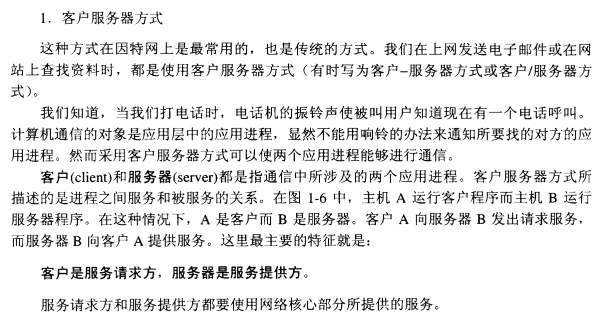 1．客户服务器方式
这种方式在因特网上是最常用的，也是传统的方式。我们在上网发送电子邮件或在网
站上查找资料时，都是使用客户服务器方式（有时写为客户–服务器方式或客户/服务器方
式）。
我们知道，当我们打电话时，电话机的振铃声使被叫用户知道现在有一个电话呼叫。
计算机通信的对象是应用层中的应用进程，显然不能用响铃的办法来通知所要找的对方的应
用进程。然而采用客户服务器方式可以使两个应用进程能够进行通信。
客户(client)和服务器(server)都是指通信中所涉及的两个应用进程。客户服务器方式所
描述的是进程之间服务和被服务的关系。在图 1-6 中，主机 A 运行客户程序而主机 B 运行
服务器程序。在这种情况下，A 是客户而 B 是服务器。客户 A 向服务器 B 发出请求服务，
而服务器 B 向客户 A 提供服务。这里最主要的特征就是：
客户是服务请求方，服务器是服务提供方。
服务请求方和服务提供方都要使用网络核心部分所提供的服务。